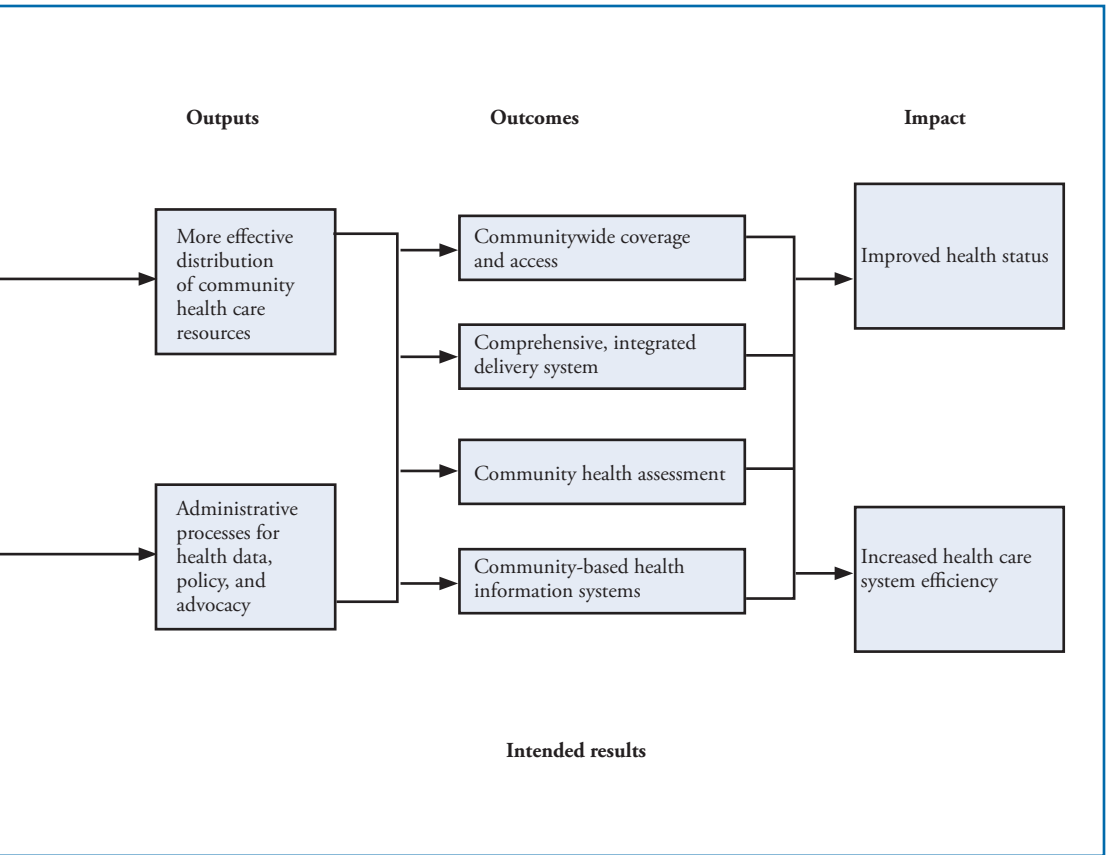 Outputs
Outcomes
Impact
More effective
distribution
of community
health care
resources
Administrative
processes for
health data,
policy, and
advocacy
Communitywide coverage
and access
Comprehensive, integrated
delivery system
Community health assessment
Community-based health
information systems
Improved health status
Increased health care
system efficiency
Intended results